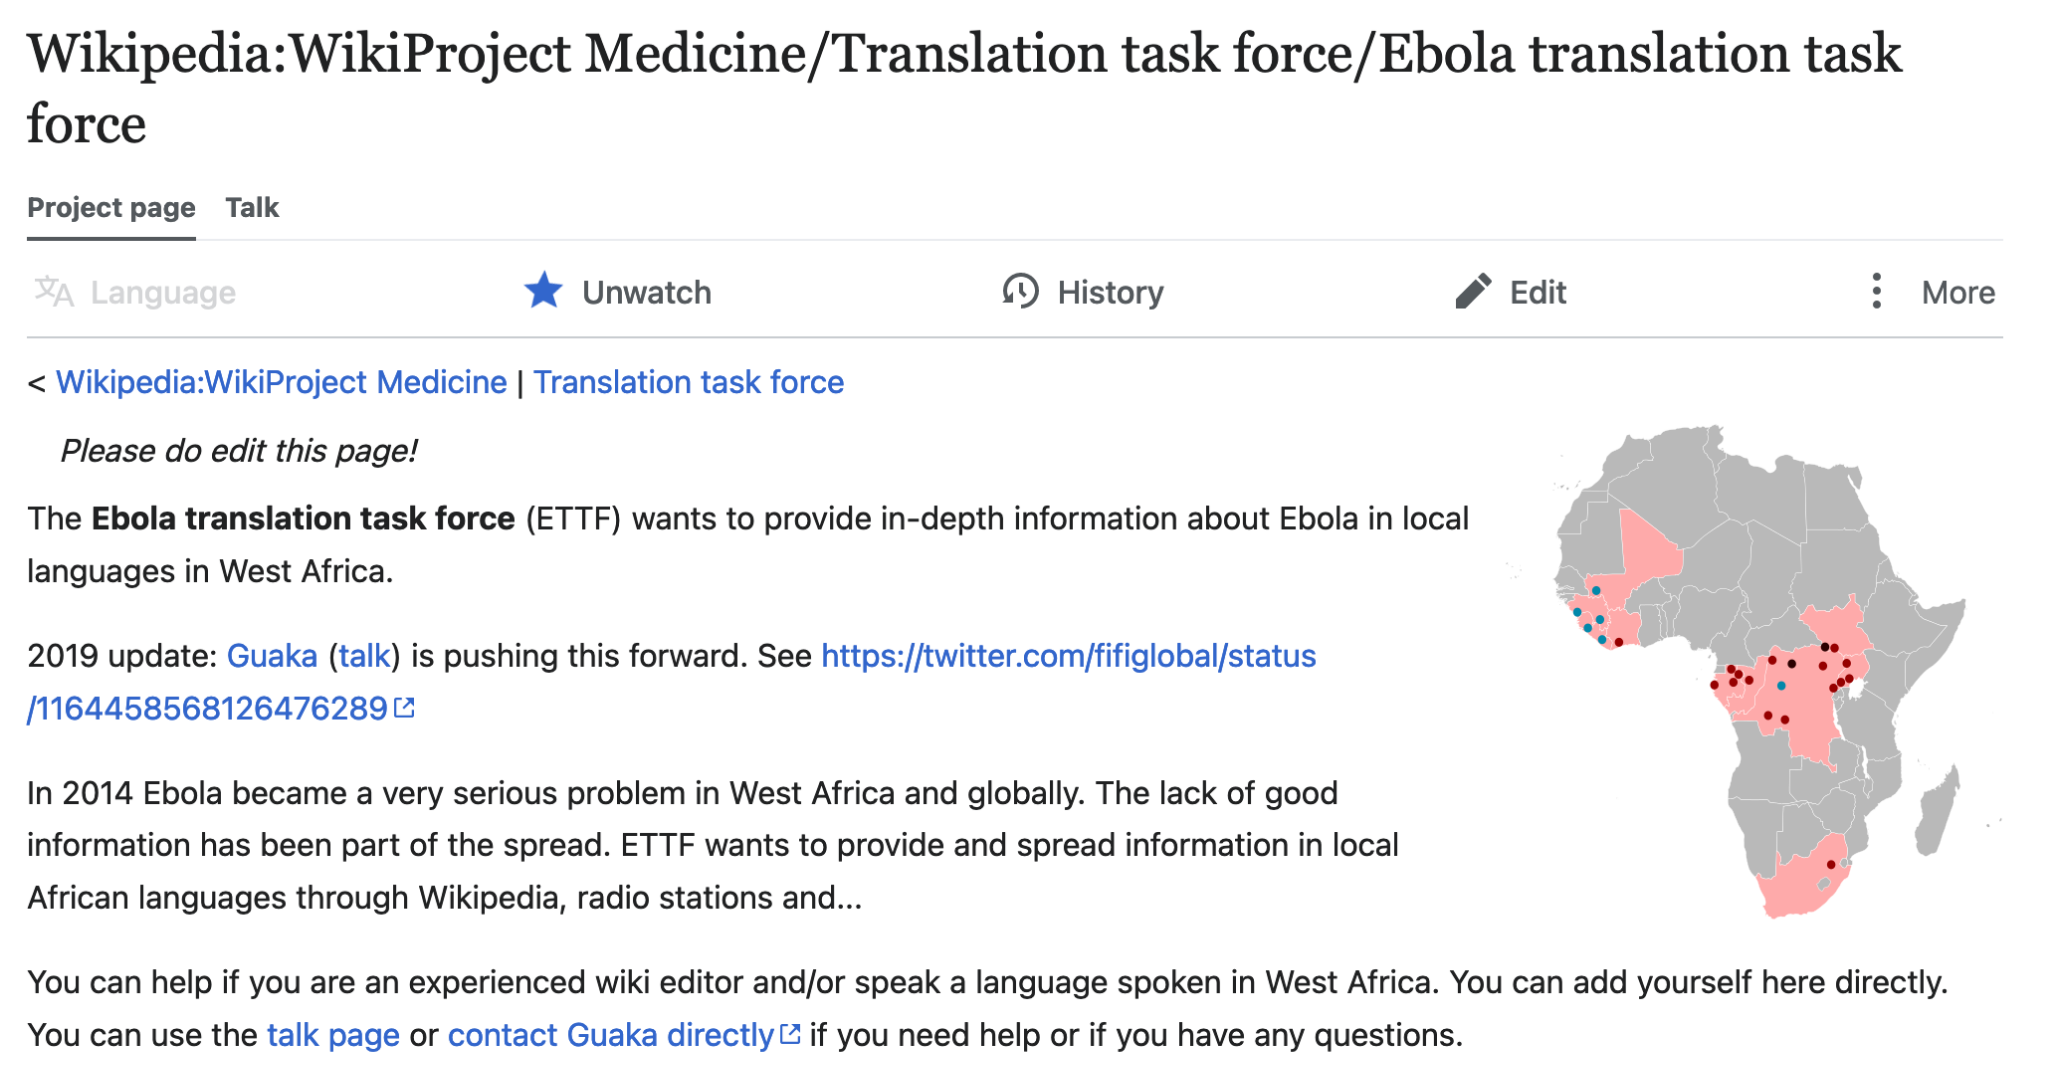 Wikipedia:WikiProject Medicine/Translation task force/Ebola translation task
force
Project page Talk
Language Unwatch History Edit More
< Wikipedia:WikiProject Medicine | Translation task force
Please do edit this page!
The Ebola translation task force (ETTF) wants to provide in-depth information about Ebola in local
languages in West Africa.
2019 update: Guaka (talk) is pushing this forward. See https://twitter.com/fifiglobal/status
/1164458568126476289
In 2014 Ebola became a very serious problem in West Africa and globally. The lack of good
information has been part of the spread. ETTF wants to provide and spread information in local
African languages through Wikipedia, radio stations and...
You can help if you are an experienced wiki editor and/or speak a language spoken in West Africa. You can add yourself here directly.
You can use the talk page or contact Guaka directly if you need help or if you have any questions.